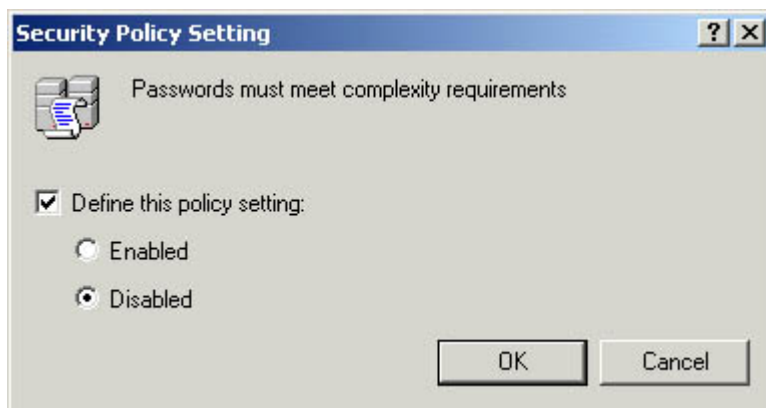 Security Policy Setting
Passwords must meet complexity requirements
Define this policy setting:
Enabled
Disabled
OK Cancel